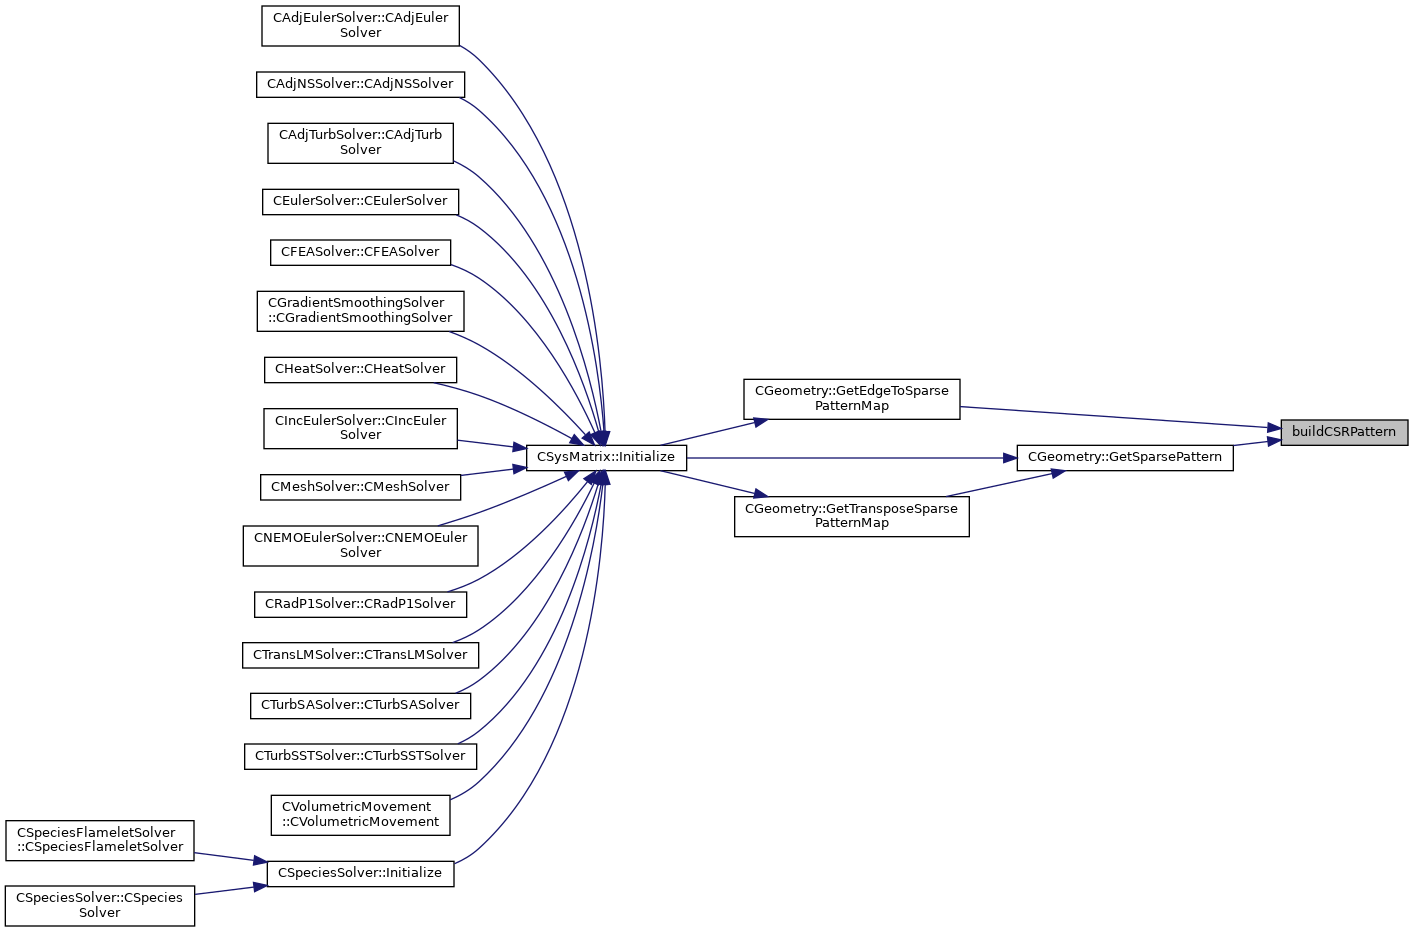 CAdjEulerSolver::CAdjEuler
Solver
CAdjNSSolver::CAdjNSSolver
CAdjTurbSolver::CAdjTurb
Solver
CEulerSolver::CEulerSolver
CFEASolver::CFEASolver
CGradientSmoothingSolver
::CGradientSmoothingSolver
CHeatSolver::CHeatSolver
CIncEulerSolver::CIncEuler
Solver
CMeshSolver::CMeshSolver
CNEMOEulerSolver::CNEMOEuler
Solver
CRadP1Solver::CRadP1Solver
CTransLMSolver::CTransLMSolver
CTurbSASolver::CTurbSASolver
CTurbSSTSolver::CTurbSSTSolver
CVolumetricMovement
::CVolumetricMovement
CSpeciesFlameletSolver
::CSpeciesFlameletSolver
CSpeciesSolver::CSpecies
Solver
CSpeciesSolver::Initialize
CSysMatrix::Initialize
CGeometry::GetEdgeToSparse
PatternMap
CGeometry::GetSparsePattern
CGeometry::GetTransposeSparse
PatternMap
buildCSRPattern